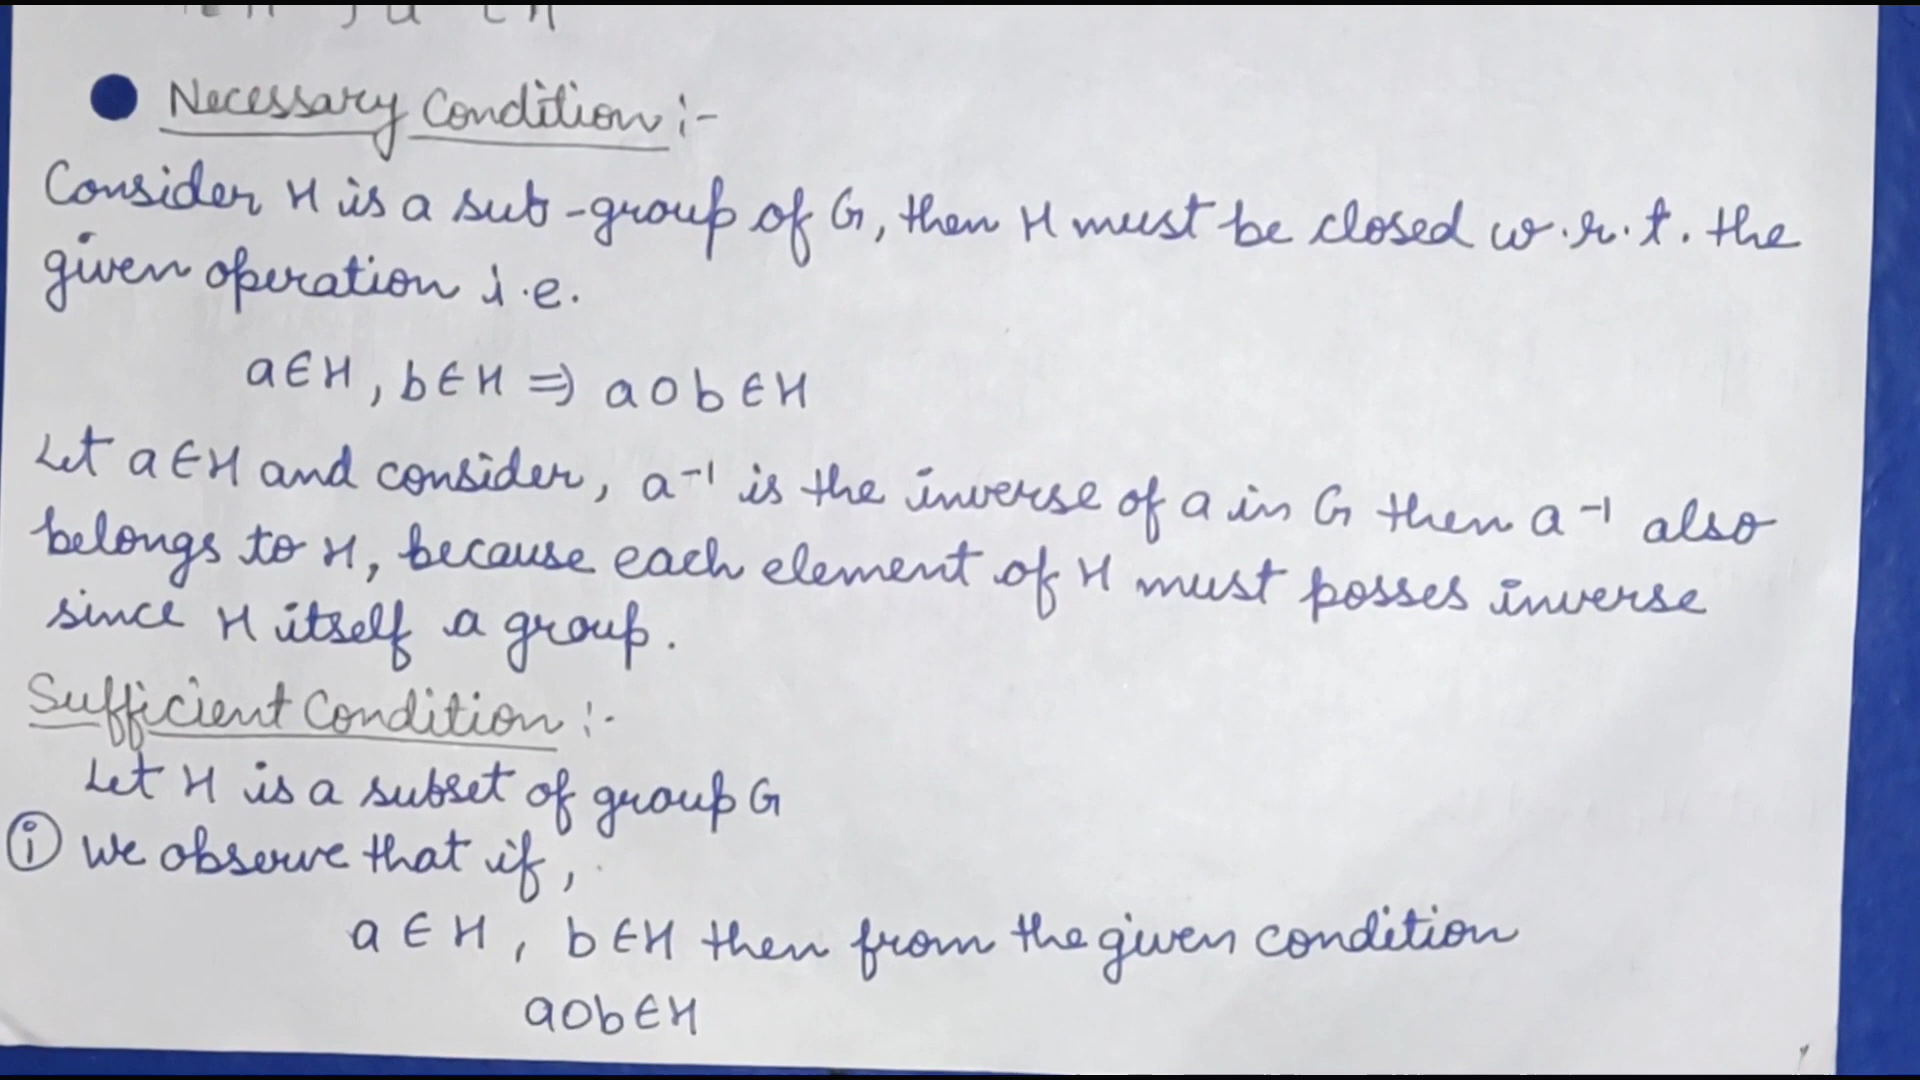 Necessary Condition :-
Consider H is a sub-group of G, then H must be closed w.r.t. the
given operation i.e.
a∈H, b∈H ⇒ aob∈H
Let a∈H and consider, a⁻¹ is the inverse of a in G then a⁻¹ also
belongs to H, because each element of H must posses inverse
since H itself a group.
Sufficient Condition :-
Let H is a subset of group G
(i) we observe that if,
a∈H, b∈H then from the given condition
aob∈H